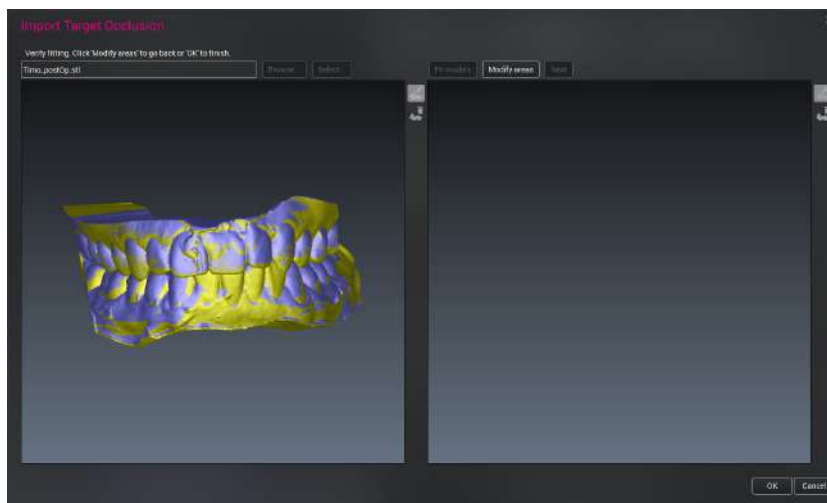 Import Target Occlusion
Verify fitting. Click 'Modify areas' to go back or 'OK' to finish.
Timo_postOp.stl
Browse
Select
Fit models
Modify areas
Next
OK
Cancel